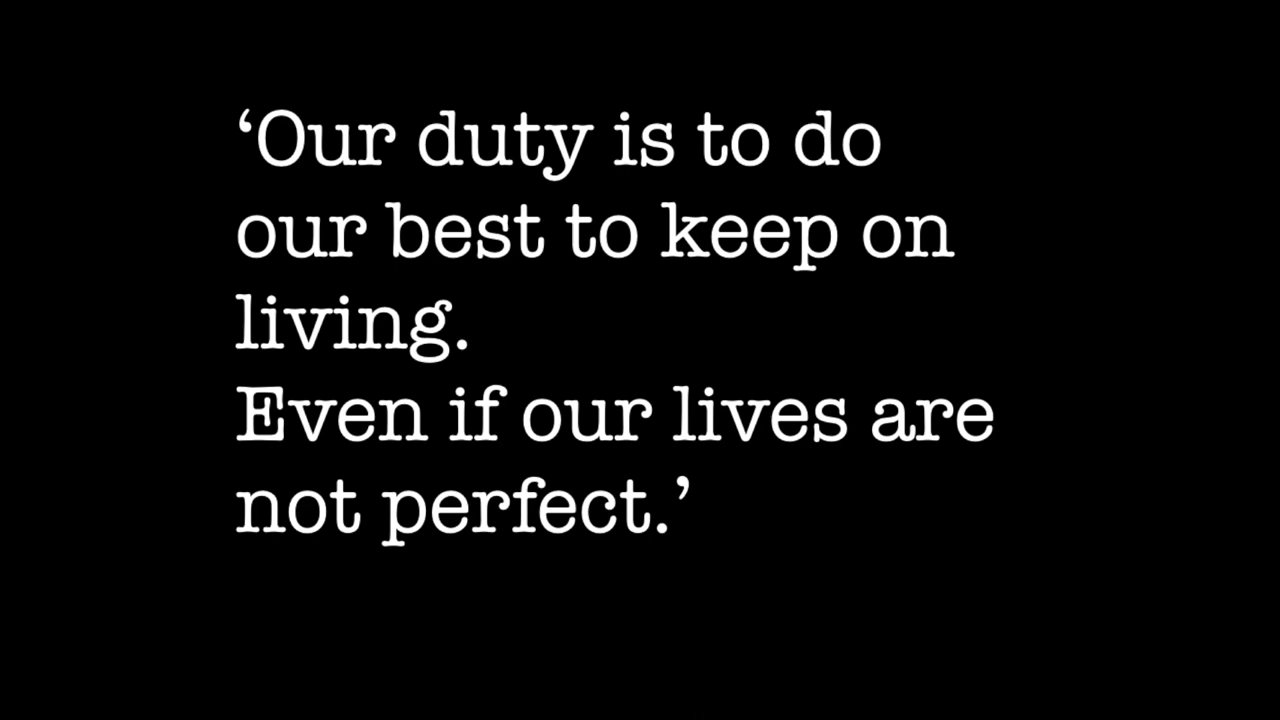 ‘Our duty is to do
our best to keep on
living.
Even if our lives are
not perfect.’